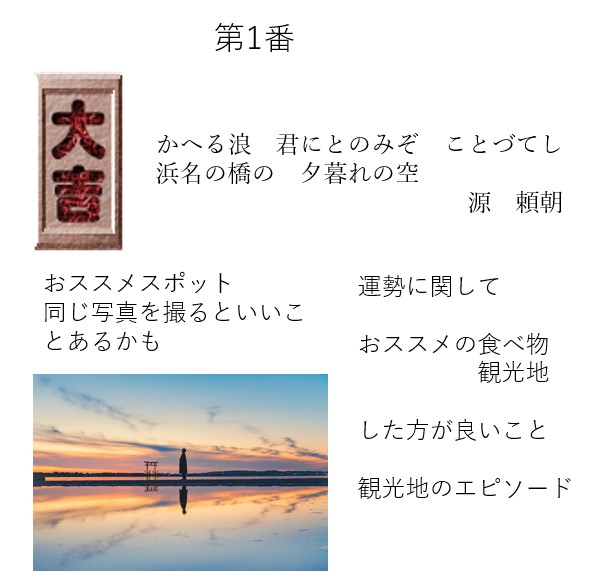 第1番
大吉
かへる浪　君にとのみぞ　ことづてし
浜名の橋の　夕暮れの空
源　頼朝
おススメスポット
同じ写真を撮るといいこ
とあるかも
運勢に関して
おススメの食べ物
観光地
した方が良いこと
観光地のエピソード